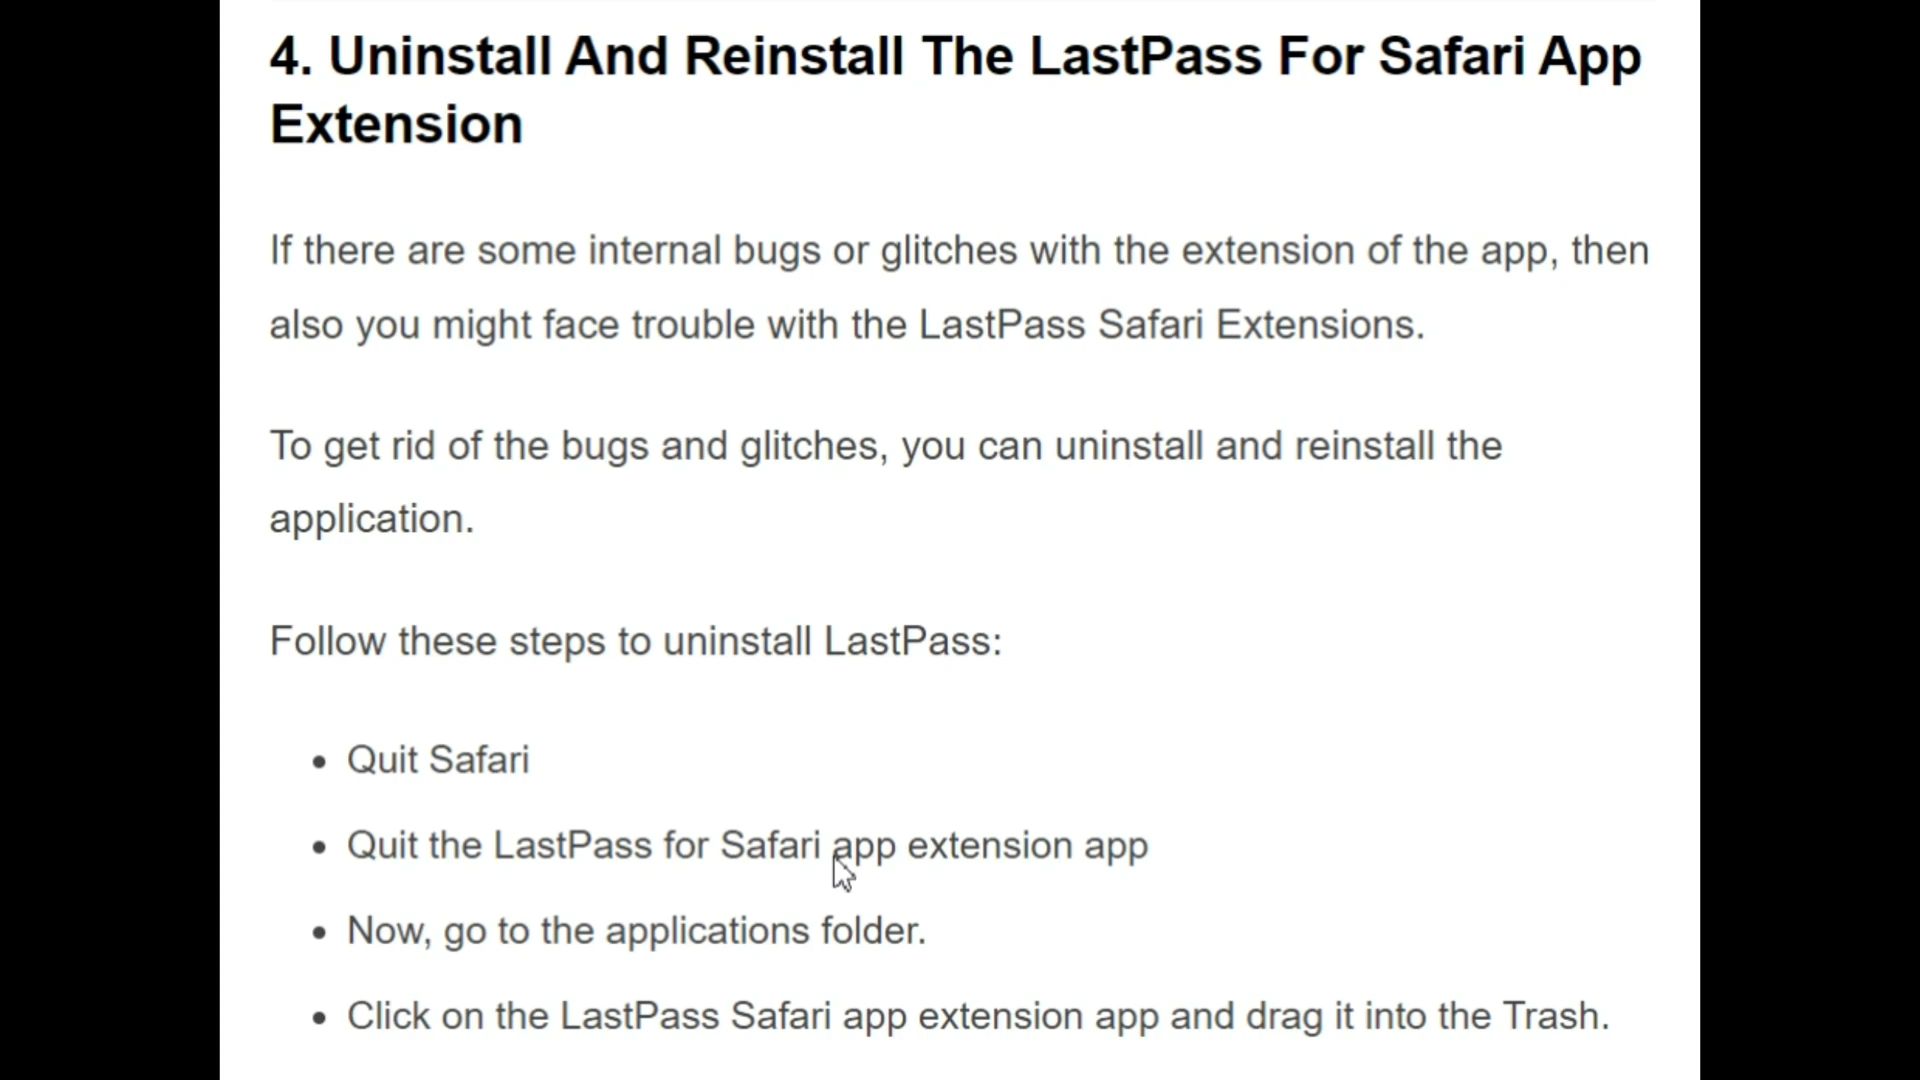 4. Uninstall And Reinstall The LastPass For Safari App
Extension
If there are some internal bugs or glitches with the extension of the app, then
also you might face trouble with the LastPass Safari Extensions.
To get rid of the bugs and glitches, you can uninstall and reinstall the
application.
Follow these steps to uninstall LastPass:
• Quit Safari
• Quit the LastPass for Safari app extension app
• Now, go to the applications folder.
• Click on the LastPass Safari app extension app and drag it into the Trash.